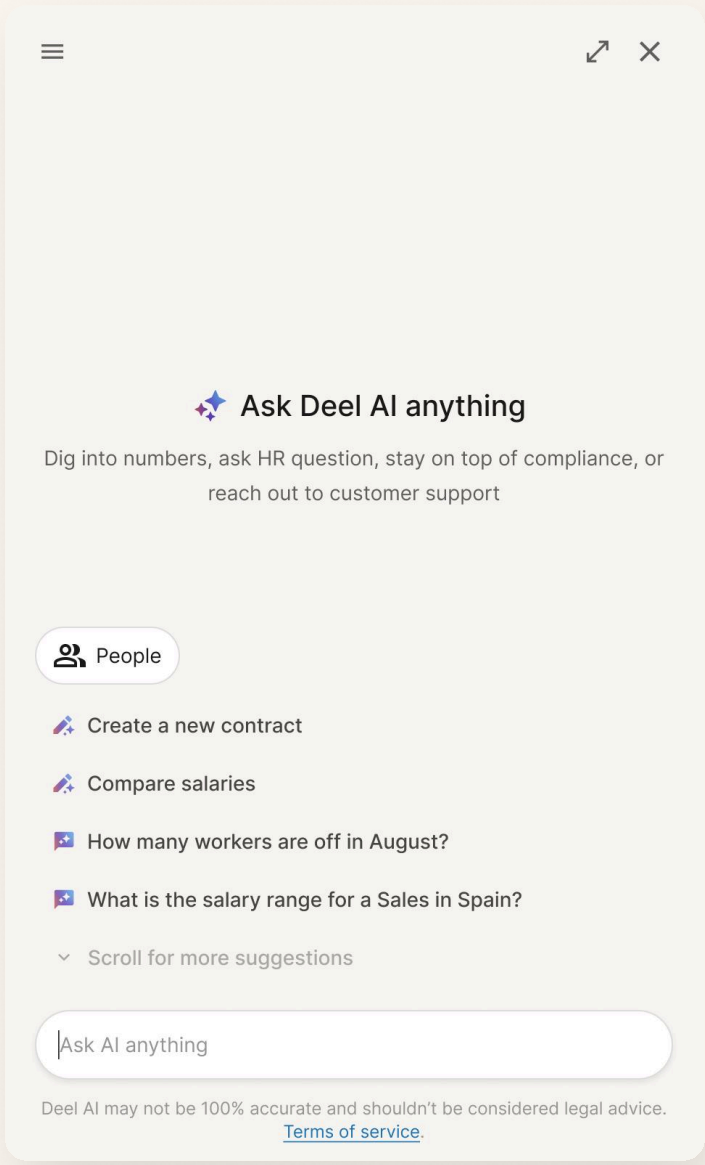 Ask Deel AI anything
Dig into numbers, ask HR question, stay on top of compliance, or
reach out to customer support
People
Create a new contract
Compare salaries
How many workers are off in August?
What is the salary range for a Sales in Spain?
Scroll for more suggestions
Ask AI anything
Deel AI may not be 100% accurate and shouldn't be considered legal advice.
Terms of service.